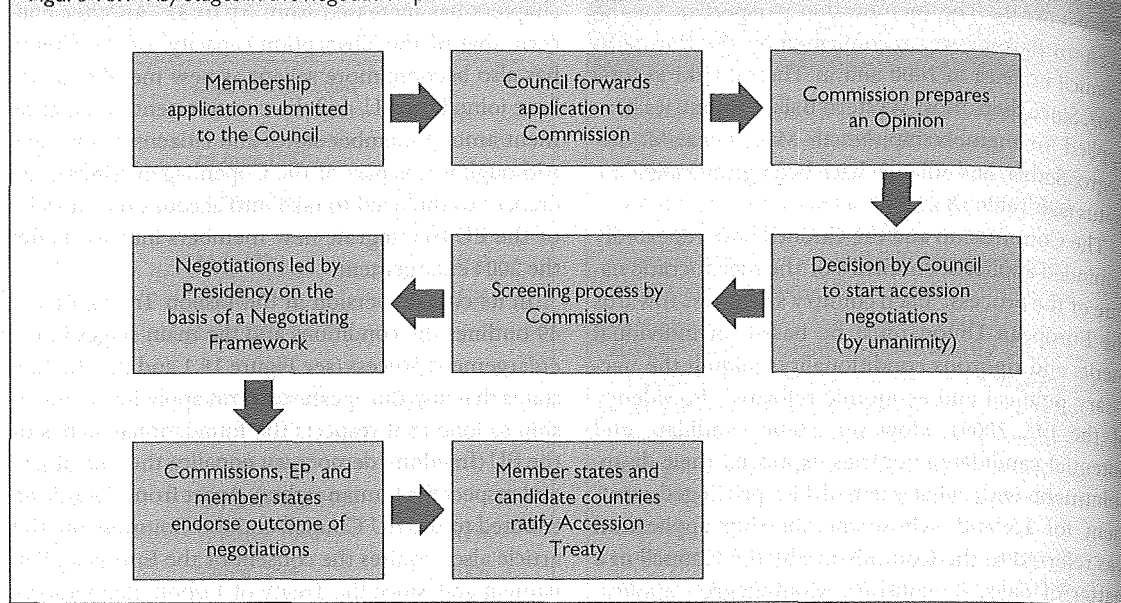 Membership
application submitted
to the Council
Council forwards
application to
Commission
Commission prepares
an Opinion
Decision by Council
to start accession
negotiations
(by unanimity)
Screening process by
Commission
Negotiations led by
Presidency on the
basis of a Negotiating
Framework
Commissions, EP, and
member states
endorse outcome of
negotiations
Member states and
candidate countries
ratify Accession
Treaty